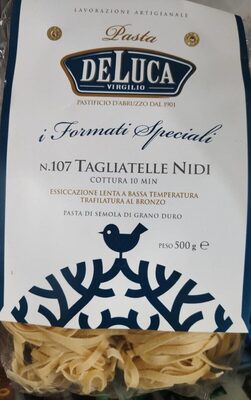 LAVORAZIONE ARTIGIANALE
Pasta
DELUCA
VIRGILIO
PASTIFICIO D'ABRUZZO DAL 1901
i Formati Speciali
N.107 TAGLIATELLE NIDI
COTTURA 10 MIN
ESSICCAZIONE LENTA A BASSA TEMPERATURA
TRAFILATURA AL BRONZO
PASTA DI SEMOLA DI GRANO DURO
PESO 500 g ℮